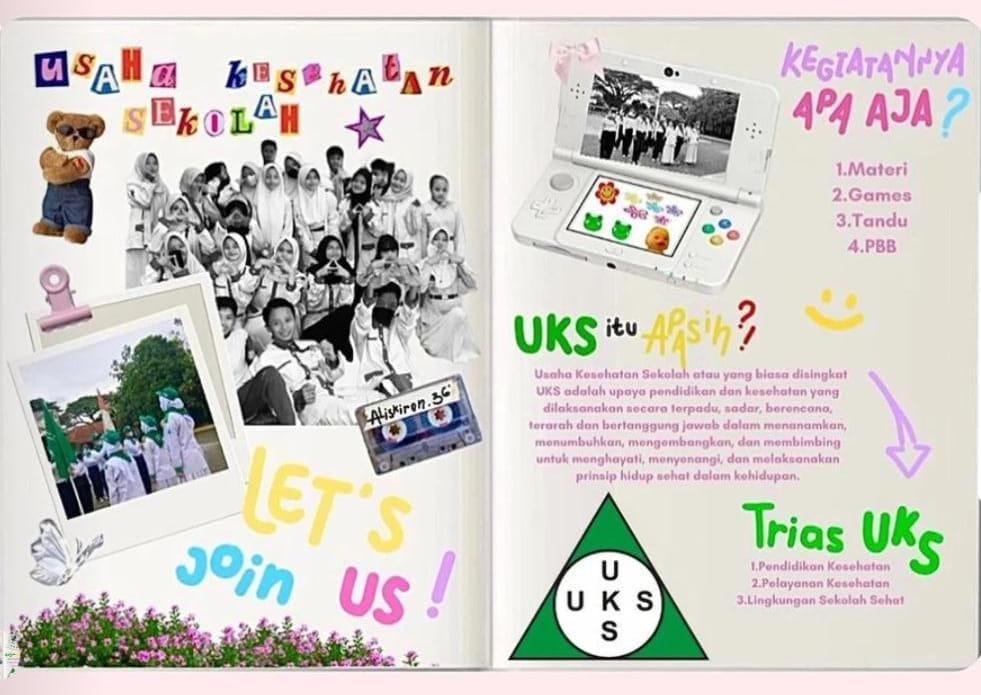 USAHA KESEHATAN
SEKOLAH
LET'S
JOIN US!
KEGIATANNYA
APA AJA?
1.Materi
2.Games
3.Tandu
4.PBB
UKS itu APASIH?!
Usaha Kesehatan Sekolah atau yang biasa disingkat
UKS adalah upaya pendidikan dan kesehatan yang
dilaksanakan secara terpadu, sadar, berencana,
terarah dan bertanggung jawab dalam menanamkan,
menumbuhkan, mengembangkan, dan membimbing
untuk menghayati, menyenangi, dan melaksanakan
prinsip hidup sehat dalam kehidupan.
Trias UKS
1.Pendidikan Kesehatan
2.Pelayanan Kesehatan
3.Lingkungan Sekolah Sehat
U
U K S
S